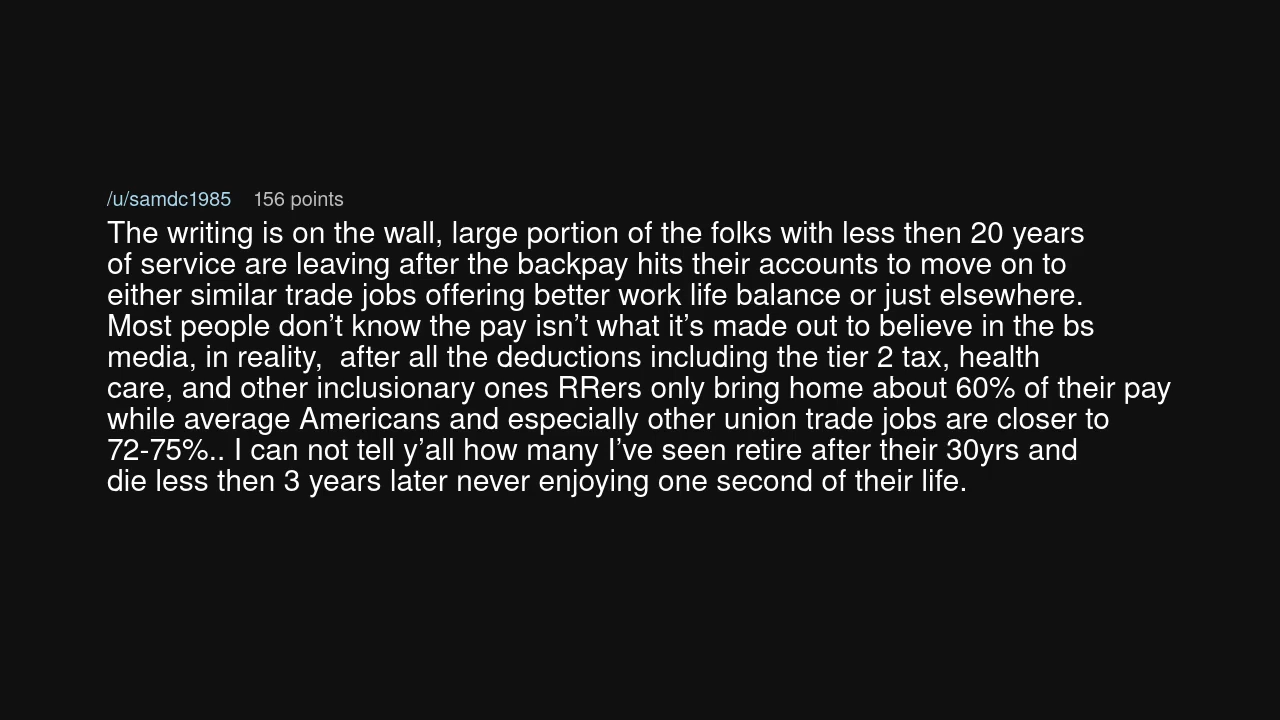 /u/samdc1985 156 points
The writing is on the wall, large portion of the folks with less then 20 years
of service are leaving after the backpay hits their accounts to move on to
either similar trade jobs offering better work life balance or just elsewhere.
Most people don’t know the pay isn’t what it’s made out to believe in the bs
media, in reality,  after all the deductions including the tier 2 tax, health
care, and other inclusionary ones RRers only bring home about 60% of their pay
while average Americans and especially other union trade jobs are closer to
72-75%.. I can not tell y’all how many I’ve seen retire after their 30yrs and
die less then 3 years later never enjoying one second of their life.